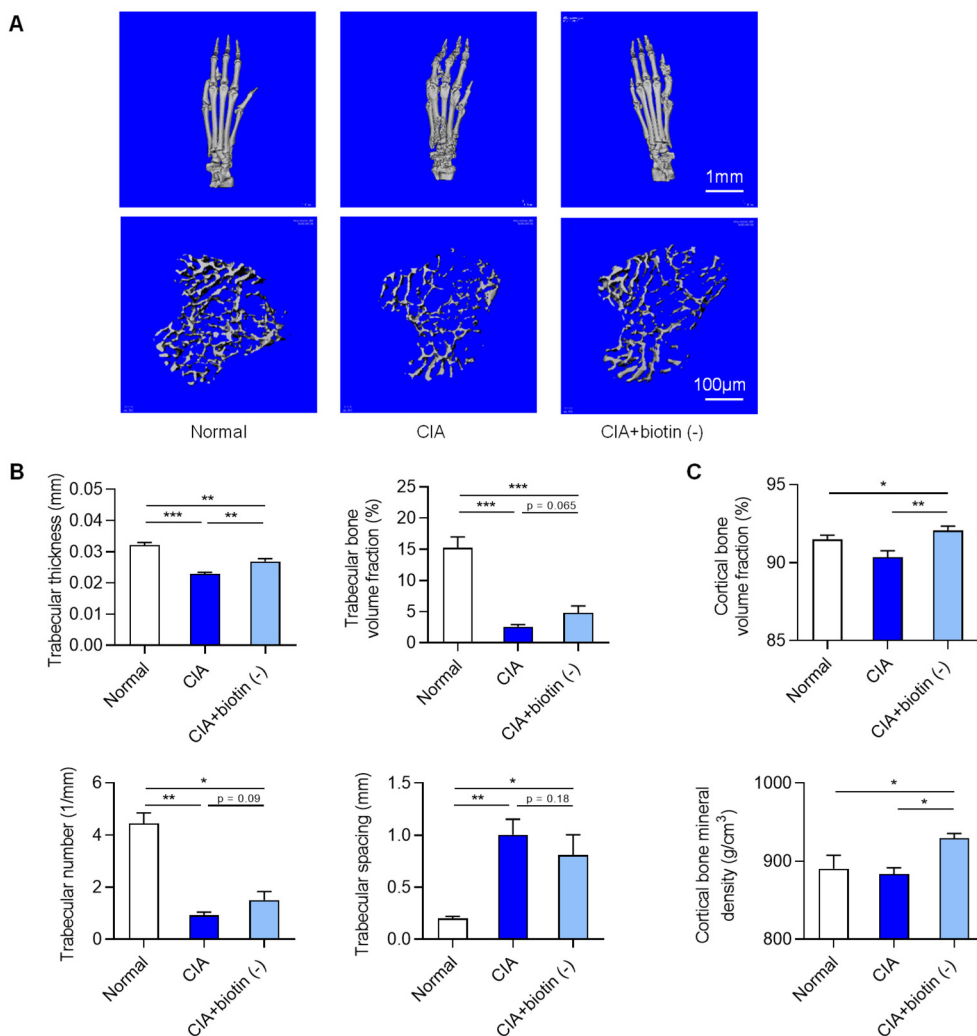 A
1mm
100µm
Normal
CIA
CIA+biotin (-)
B
Trabecular thickness (mm)
0.05
0.04
0.03
0.02
0.01
0.00
**
***
**
Normal
CIA
CIA+biotin (-)
Trabecular bone
volume fraction (%)
25
20
15
10
5
0
***
***
p = 0.065
Normal
CIA
CIA+biotin (-)
C
Cortical bone
volume fraction (%)
95
90
85
*
**
Normal
CIA
CIA+biotin (-)
Trabecular number (1/mm)
6
4
2
0
*
**
p = 0.09
Normal
CIA
CIA+biotin (-)
Trabecular spacing (mm)
1.5
1.0
0.5
0.0
*
**
p = 0.18
Normal
CIA
CIA+biotin (-)
Cortical bone mineral
density (g/cm³)
1000
900
800
*
*
Normal
CIA
CIA+biotin (-)